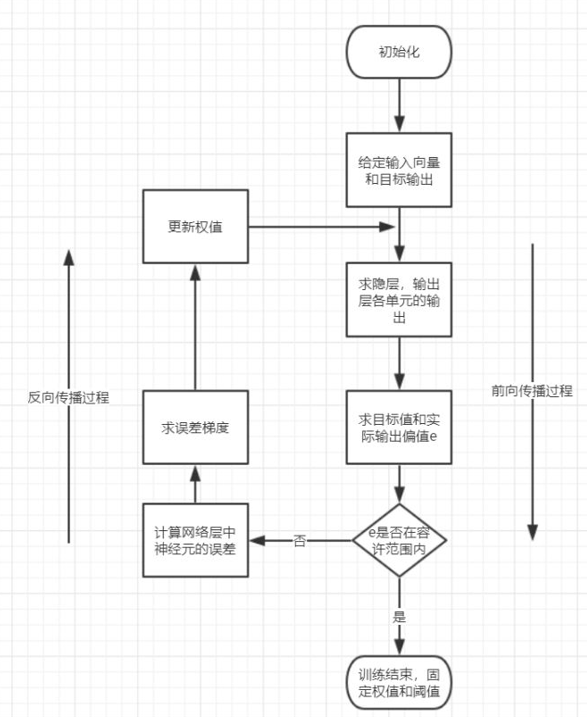 初始化
给定输入向量
和目标输出
更新权值
求隐层，输出
层各单元的输
出
反向传播过程
前向传播过程
求误差梯度
求目标值和实
际输出偏值e
计算网络层中
神经元的误差
否
e是否在容
许范围内
是
训练结束，固
定权值和阈值